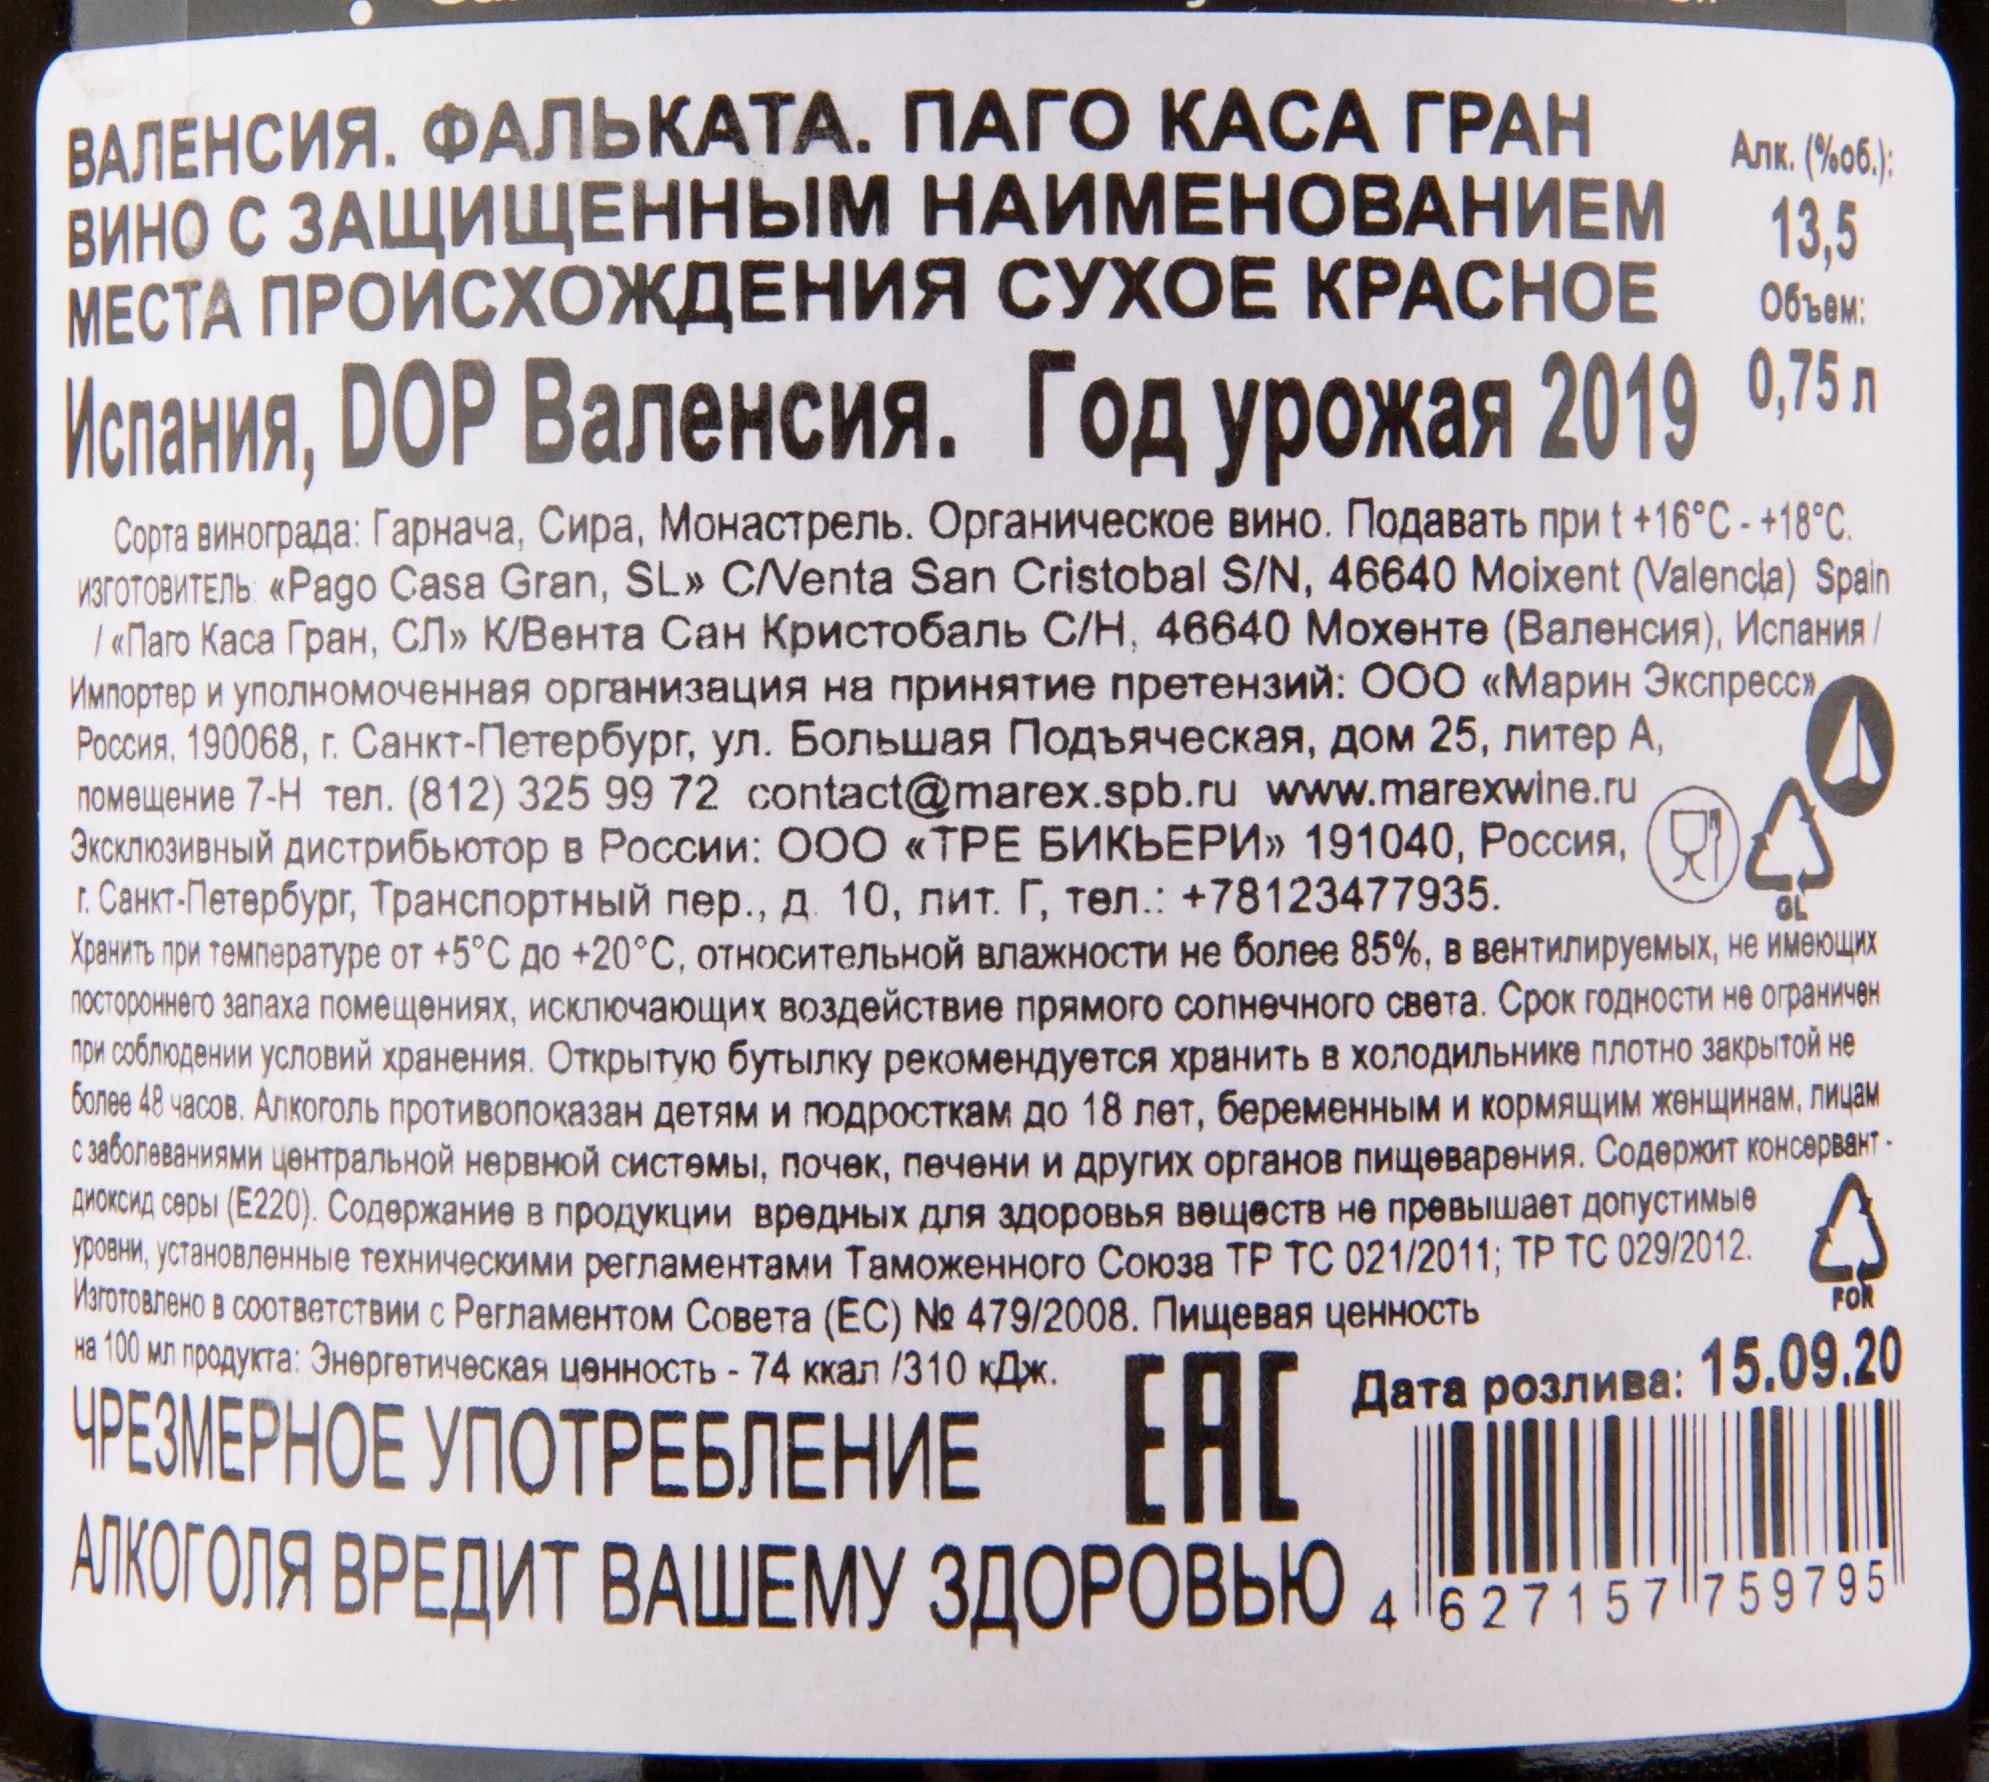 ВАЛЕНСИЯ. ФАЛЬКАТА. ПАГО КАСА ГРАН
ВИНО С ЗАЩИЩЕННЫМ НАИМЕНОВАНИЕМ
МЕСТА ПРОИСХОЖДЕНИЯ СУХОЕ КРАСНОЕ
Испания, DOP Валенсия. Год урожая 2019
Алк. (%об.):
13,5
Объем:
0,75 л
Сорта винограда: Гарнача, Сира, Монастрель. Органическое вино. Подавать при t +16°C - +18°C.
изготовитель: «Pago Casa Gran, SL» C/Venta San Cristobal S/N, 46640 Moixent (Valencia) Spain
/ «Паго Каса Гран, СЛ» К/Вента Сан Кристобаль С/Н, 46640 Мохенте (Валенсия), Испания /
Импортер и уполномоченная организация на принятие претензий: ООО «Марин Экспресс»,
Россия, 190068, г. Санкт-Петербург, ул. Большая Подъяческая, дом 25, литер А,
помещение 7-Н тел. (812) 325 99 72 contact@marex.spb.ru www.marexwine.ru
Эксклюзивный дистрибьютор в России: ООО «ТРЕ БИКЬЕРИ» 191040, Россия,
г. Санкт-Петербург, Транспортный пер., д. 10, лит. Г, тел.: +78123477935.
GL
Хранить при температуре от +5°C до +20°C, относительной влажности не более 85%, в вентилируемых, не имеющих
постороннего запаха помещениях, исключающих воздействие прямого солнечного света. Срок годности не ограничен
при соблюдении условий хранения. Открытую бутылку рекомендуется хранить в холодильнике плотно закрытой не
более 48 часов. Алкоголь противопоказан детям и подросткам до 18 лет, беременным и кормящим женщинам, лицам
с заболеваниями центральной нервной системы, почек, печени и других органов пищеварения. Содержит консервант -
диоксид серы (Е220). Содержание в продукции вредных для здоровья веществ не превышает допустимые
уровни, установленные техническими регламентами Таможенного Союза ТР ТС 021/2011; ТР ТС 029/2012.
Изготовлено в соответствии с Регламентом Совета (ЕС) № 479/2008. Пищевая ценность
на 100 мл продукта: Энергетическая ценность - 74 ккал /310 кДж.
FOR
EAC
Дата розлива: 15.09.20
ЧРЕЗМЕРНОЕ УПОТРЕБЛЕНИЕ
АЛКОГОЛЯ ВРЕДИТ ВАШЕМУ ЗДОРОВЬЮ
4 627157 759795